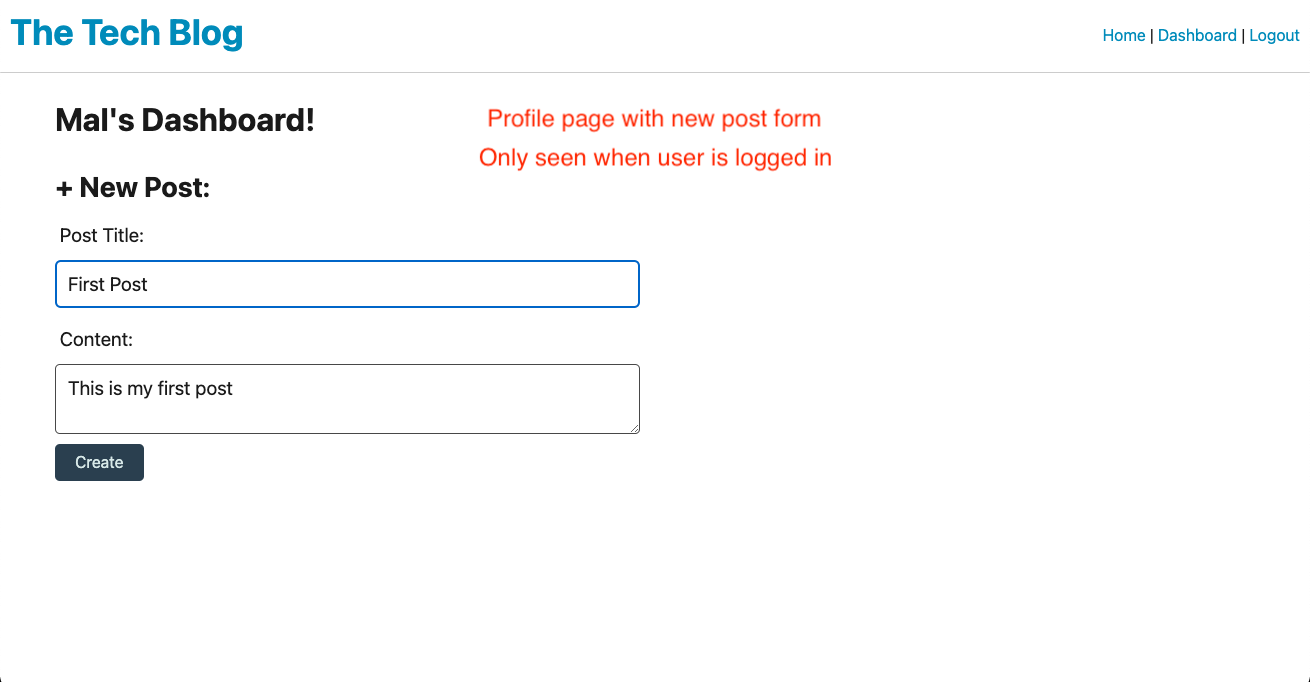 The Tech Blog
Home | Dashboard | Logout
Mal's Dashboard!
Profile page with new post form
Only seen when user is logged in
+ New Post:
Post Title:
First Post
Content:
This is my first post
Create